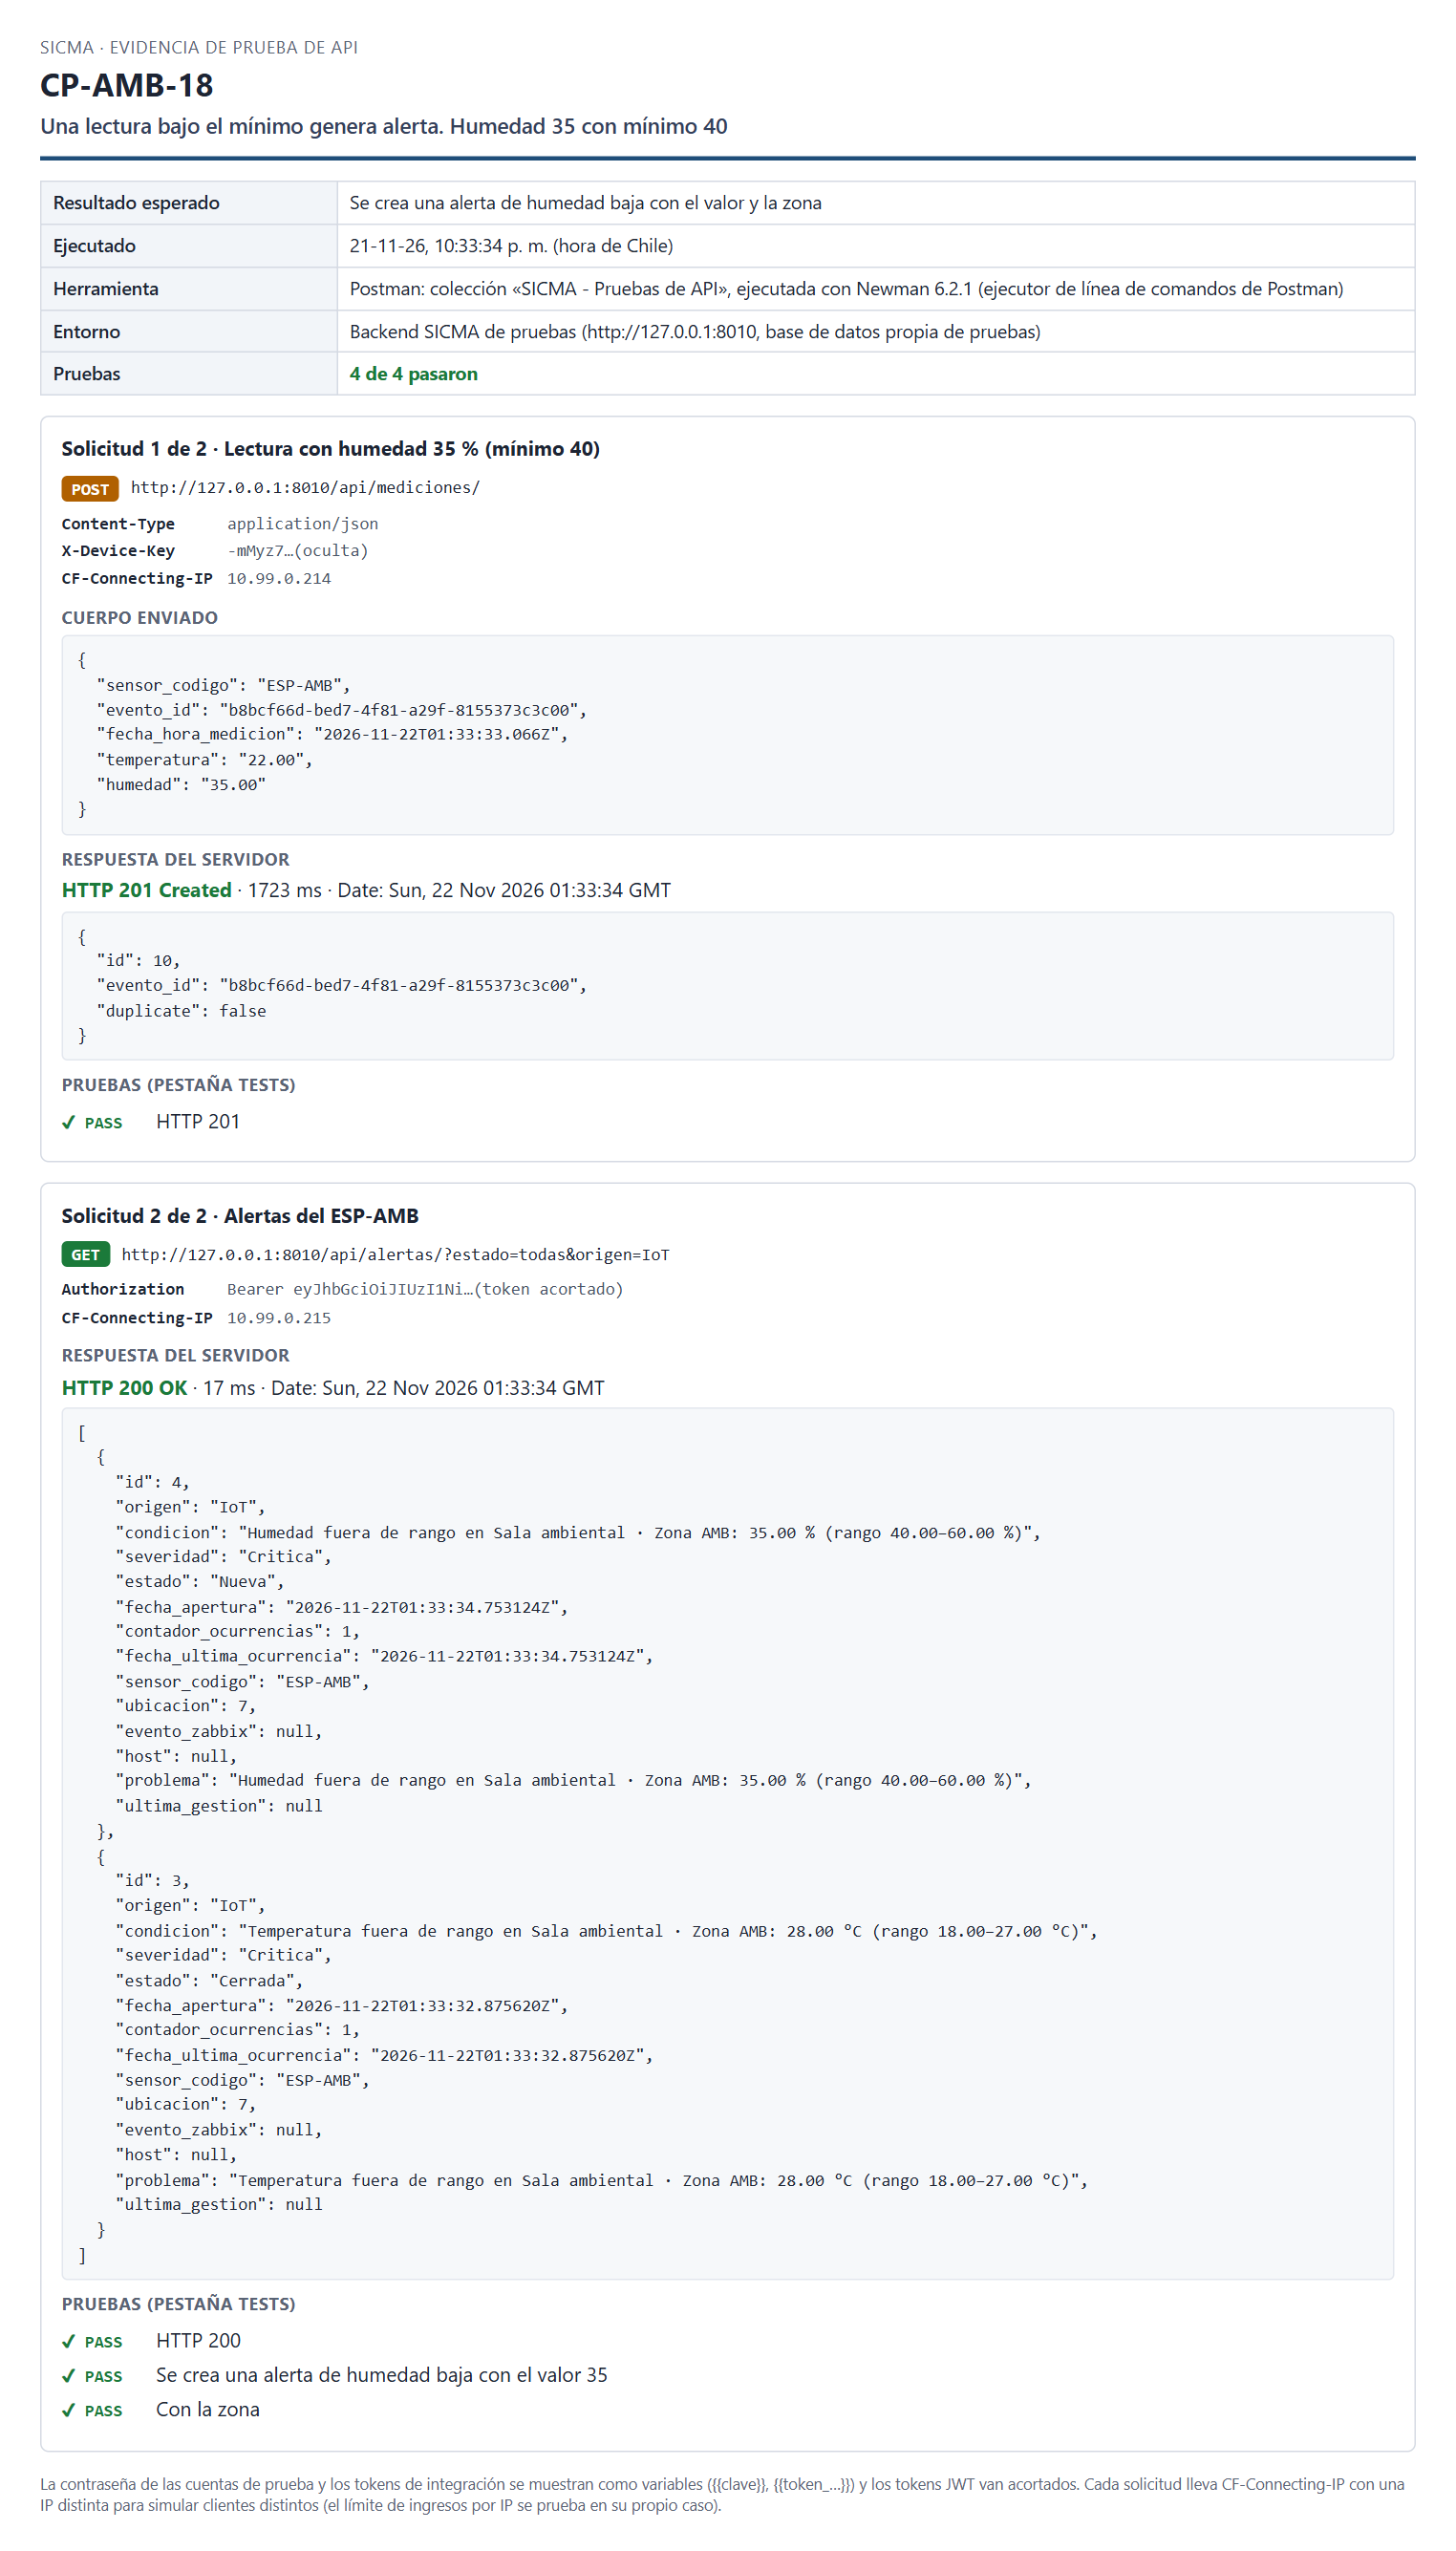 SICMA · EVIDENCIA DE PRUEBA DE API
CP-AMB-18
Una lectura bajo el mínimo genera alerta. Humedad 35 con mínimo 40
Resultado esperado Se crea una alerta de humedad baja con el valor y la zona
Ejecutado 21-11-26, 10:33:34 p. m. (hora de Chile)
Herramienta Postman: colección «SICMA - Pruebas de API», ejecutada con Newman 6.2.1 (ejecutor de línea de comandos de Postman)
Entorno Backend SICMA de pruebas (http://127.0.0.1:8010, base de datos propia de pruebas)
Pruebas 4 de 4 pasaron
Solicitud 1 de 2 · Lectura con humedad 35 % (mínimo 40)
POST http://127.0.0.1:8010/api/mediciones/
Content-Type application/json
X-Device-Key -mMyz7…(oculta)
CF-Connecting-IP 10.99.0.214
CUERPO ENVIADO
{
"sensor_codigo": "ESP-AMB",
"evento_id": "b8bcf66d-bed7-4f81-a29f-8155373c3c00",
"fecha_hora_medicion": "2026-11-22T01:33:33.066Z",
"temperatura": "22.00",
"humedad": "35.00"
}
RESPUESTA DEL SERVIDOR
HTTP 201 Created · 1723 ms · Date: Sun, 22 Nov 2026 01:33:34 GMT
{
"id": 10,
"evento_id": "b8bcf66d-bed7-4f81-a29f-8155373c3c00",
"duplicate": false
}
PRUEBAS (PESTAÑA TESTS)
✔ PASS HTTP 201
Solicitud 2 de 2 · Alertas del ESP-AMB
GET http://127.0.0.1:8010/api/alertas/?estado=todas&origen=IoT
Authorization Bearer eyJhbGciOiJIUzI1Ni…(token acortado)
CF-Connecting-IP 10.99.0.215
RESPUESTA DEL SERVIDOR
HTTP 200 OK · 17 ms · Date: Sun, 22 Nov 2026 01:33:34 GMT
[
{
"id": 4,
"origen": "IoT",
"condicion": "Humedad fuera de rango en Sala ambiental · Zona AMB: 35.00 % (rango 40.00–60.00 %)",
"severidad": "Critica",
"estado": "Nueva",
"fecha_apertura": "2026-11-22T01:33:34.753124Z",
"contador_ocurrencias": 1,
"fecha_ultima_ocurrencia": "2026-11-22T01:33:34.753124Z",
"sensor_codigo": "ESP-AMB",
"ubicacion": 7,
"evento_zabbix": null,
"host": null,
"problema": "Humedad fuera de rango en Sala ambiental · Zona AMB: 35.00 % (rango 40.00–60.00 %)",
"ultima_gestion": null
},
{
"id": 3,
"origen": "IoT",
"condicion": "Temperatura fuera de rango en Sala ambiental · Zona AMB: 28.00 °C (rango 18.00–27.00 °C)",
"severidad": "Critica",
"estado": "Cerrada",
"fecha_apertura": "2026-11-22T01:33:32.875620Z",
"contador_ocurrencias": 1,
"fecha_ultima_ocurrencia": "2026-11-22T01:33:32.875620Z",
"sensor_codigo": "ESP-AMB",
"ubicacion": 7,
"evento_zabbix": null,
"host": null,
"problema": "Temperatura fuera de rango en Sala ambiental · Zona AMB: 28.00 °C (rango 18.00–27.00 °C)",
"ultima_gestion": null
}
]
PRUEBAS (PESTAÑA TESTS)
✔ PASS HTTP 200
✔ PASS Se crea una alerta de humedad baja con el valor 35
✔ PASS Con la zona
La contraseña de las cuentas de prueba y los tokens de integración se muestran como variables ({{clave}}, {{token_...}}) y los tokens JWT van acortados. Cada solicitud lleva CF-Connecting-IP con una
IP distinta para simular clientes distintos (el límite de ingresos por IP se prueba en su propio caso).